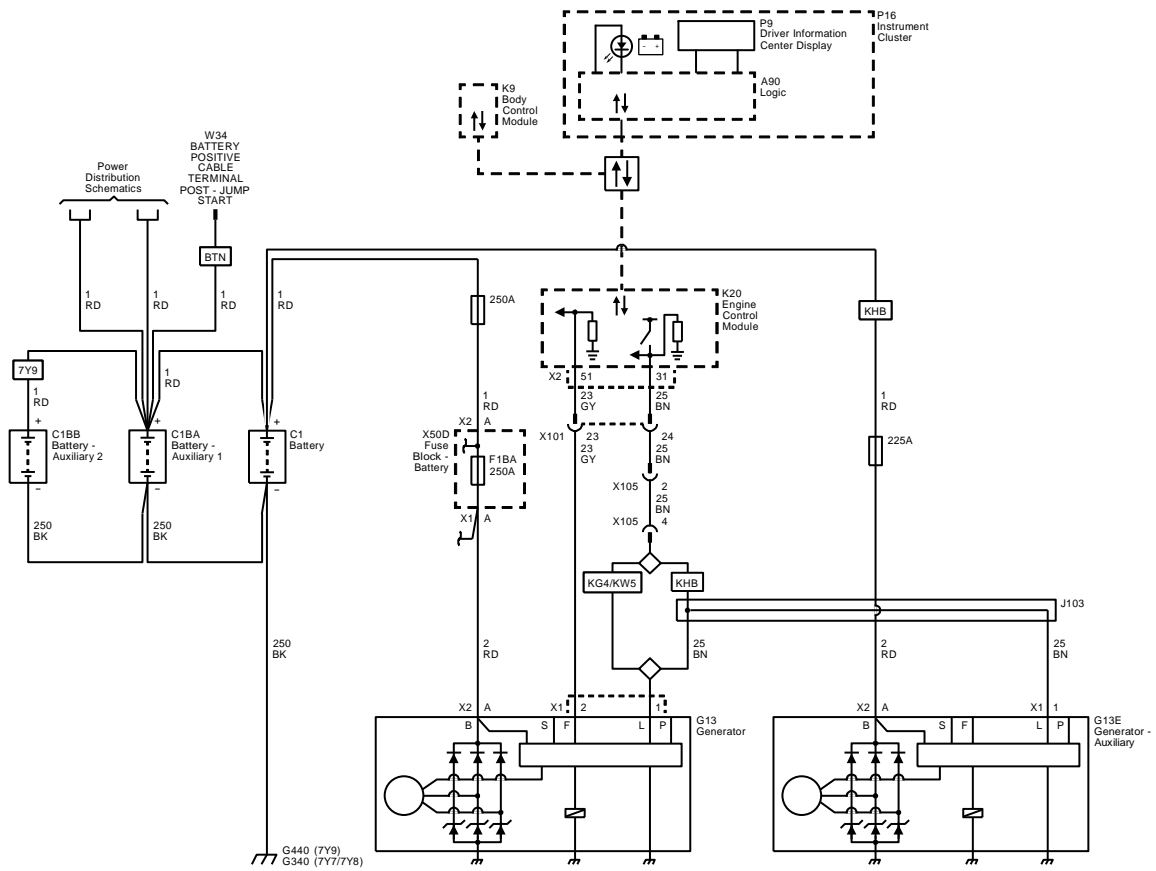 P16
Instrument
Cluster
P9
Driver Information
Center Display
- +
A90
Logic
K9
Body
Control
Module
W34
BATTERY
POSITIVE
CABLE
TERMINAL
POST - JUMP
START
Power
Distribution
Schematics
BTN
1
RD
1
RD
1
RD
1
RD
250A
K20
Engine
Control
Module
KHB
7Y9
1
RD
1
RD
X2 51 31
23
GY
25
BN
1
RD
1
RD
+
C1BB
Battery -
Auxiliary 2
–
+
C1BA
Battery -
Auxiliary 1
–
+
C1
Battery
–
X2 A
X50D
Fuse
Block -
Battery
F1BA
250A
X1 A
X101 23 24
23
GY
25
BN
225A
X105 2
25
BN
X105 4
250
BK
250
BK
KG4/KW5
KHB
J103
250
BK
2
RD
25
BN
2
RD
25
BN
X2 A X1 2 1
B S F L P
G13
Generator
X2 A X1 1
B S F L P
G13E
Generator -
Auxiliary
G440 (7Y9)
G340 (7Y7/7Y8)